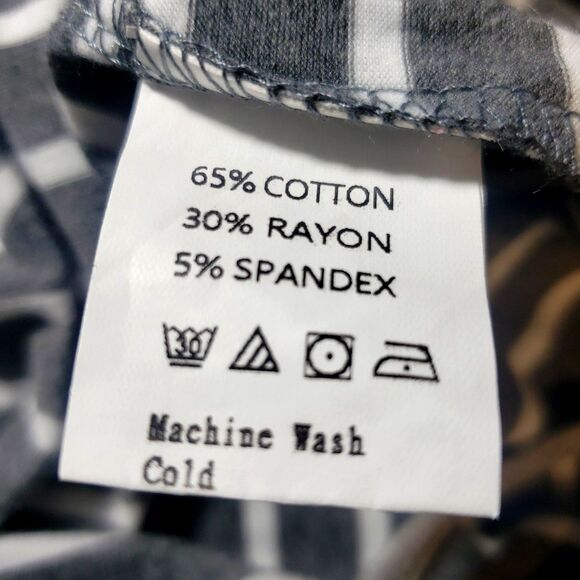 65% COTTON
30% RAYON
5% SPANDEX
30
Machine Wash
Cold